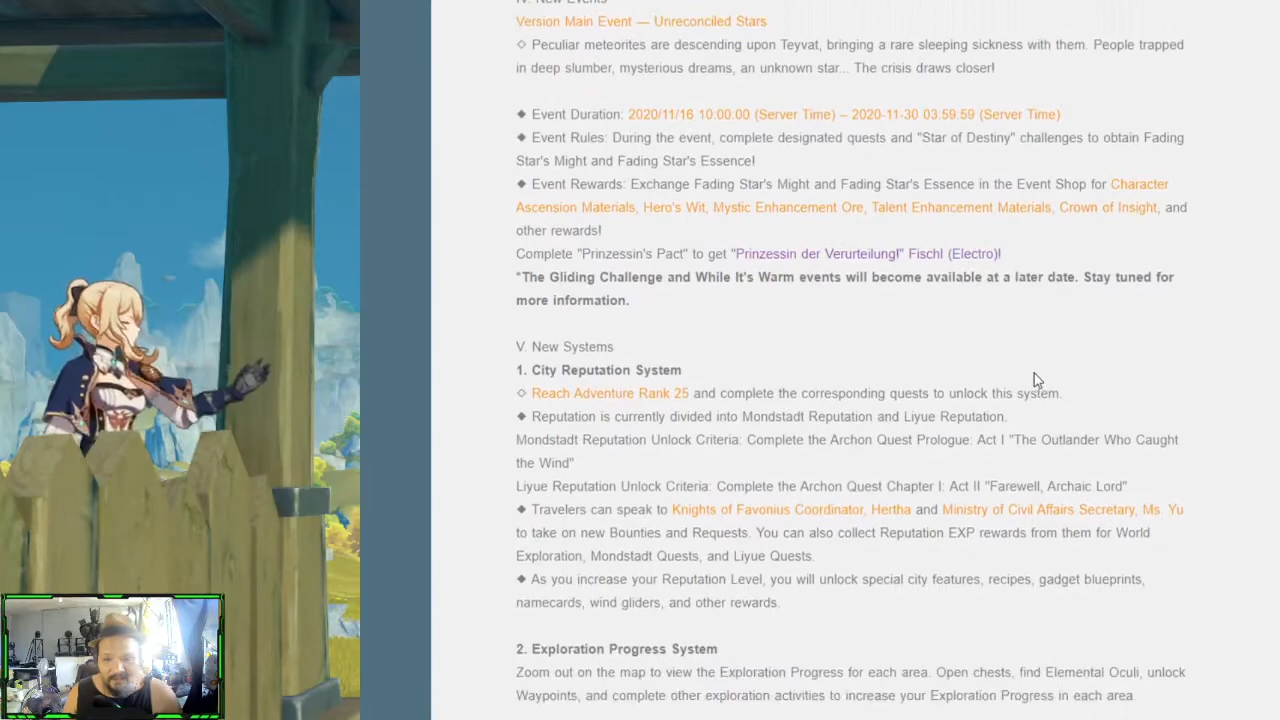 IV. New Events
Version Main Event — Unreconciled Stars
◇ Peculiar meteorites are descending upon Teyvat, bringing a rare sleeping sickness with them. People trapped
in deep slumber, mysterious dreams, an unknown star... The crisis draws closer!
◆ Event Duration: 2020/11/16 10:00:00 (Server Time) – 2020-11-30 03:59:59 (Server Time)
◆ Event Rules: During the event, complete designated quests and "Star of Destiny" challenges to obtain Fading
Star's Might and Fading Star's Essence!
◆ Event Rewards: Exchange Fading Star's Might and Fading Star's Essence in the Event Shop for Character
Ascension Materials, Hero's Wit, Mystic Enhancement Ore, Talent Enhancement Materials, Crown of Insight, and
other rewards!
Complete "Prinzessin's Pact" to get "Prinzessin der Verurteilung!" Fischl (Electro)!
*The Gliding Challenge and While It's Warm events will become available at a later date. Stay tuned for
more information.
V. New Systems
1. City Reputation System
◇ Reach Adventure Rank 25 and complete the corresponding quests to unlock this system.
◆ Reputation is currently divided into Mondstadt Reputation and Liyue Reputation.
Mondstadt Reputation Unlock Criteria: Complete the Archon Quest Prologue: Act I "The Outlander Who Caught
the Wind"
Liyue Reputation Unlock Criteria: Complete the Archon Quest Chapter I: Act II "Farewell, Archaic Lord"
◆ Travelers can speak to Knights of Favonius Coordinator, Hertha and Ministry of Civil Affairs Secretary, Ms. Yu
to take on new Bounties and Requests. You can also collect Reputation EXP rewards from them for World
Exploration, Mondstadt Quests, and Liyue Quests.
◆ As you increase your Reputation Level, you will unlock special city features, recipes, gadget blueprints,
namecards, wind gliders, and other rewards.
2. Exploration Progress System
Zoom out on the map to view the Exploration Progress for each area. Open chests, find Elemental Oculi, unlock
Waypoints, and complete other exploration activities to increase your Exploration Progress in each area.